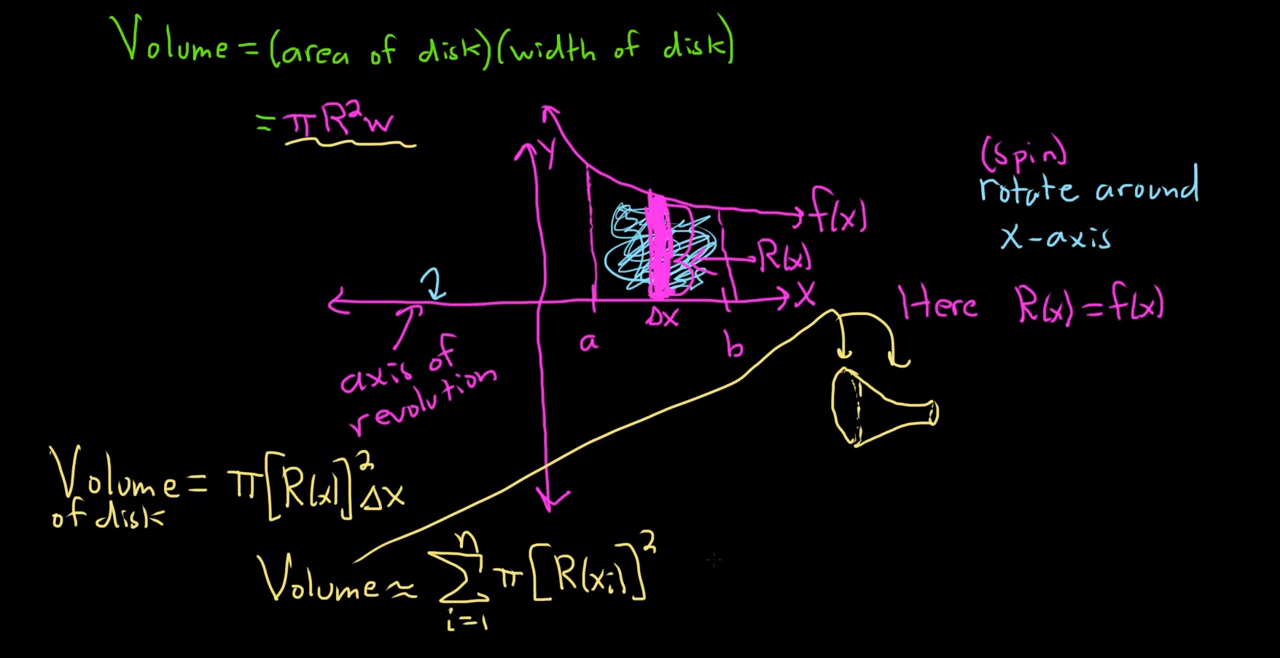 Volume = (area of disk)(width of disk)
= πR²w
(spin)
rotate around
x-axis
Y
f(x)
R(x)
X
Δx
a
b
Here R(x) = f(x)
axis of
revolution
Volume = π[R(x)]²Δx
of disk
Volume ≈ n∑i=1 π[R(xi)]²